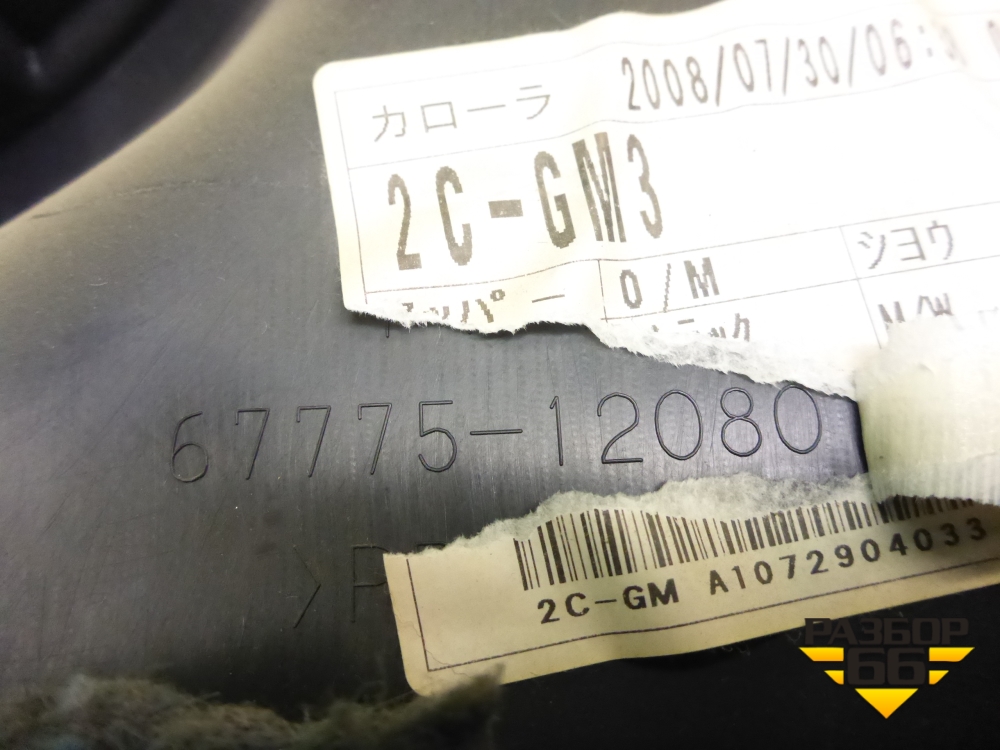 カローラ 2008/07/30/06:
2C-GM3
O/M シヨウ
67775-12080
2C-GM A1072904033
РАЗБОР
66